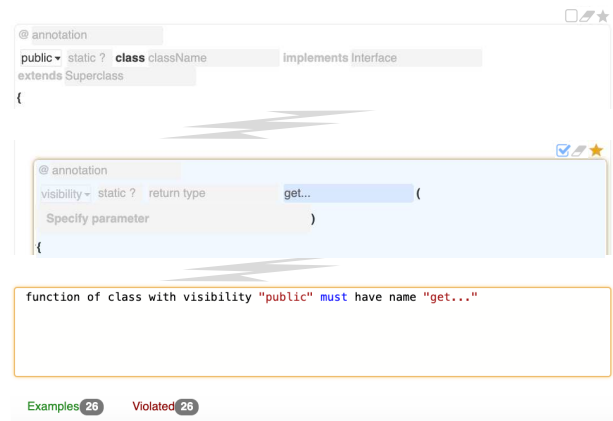 @ annotation
public static ? class className implements Interface
extends Superclass
{
@ annotation
visibility static ? return type get... (
Specify parameter )
{
function of class with visibility "public" must have name "get..."
Examples 26 Violated 26